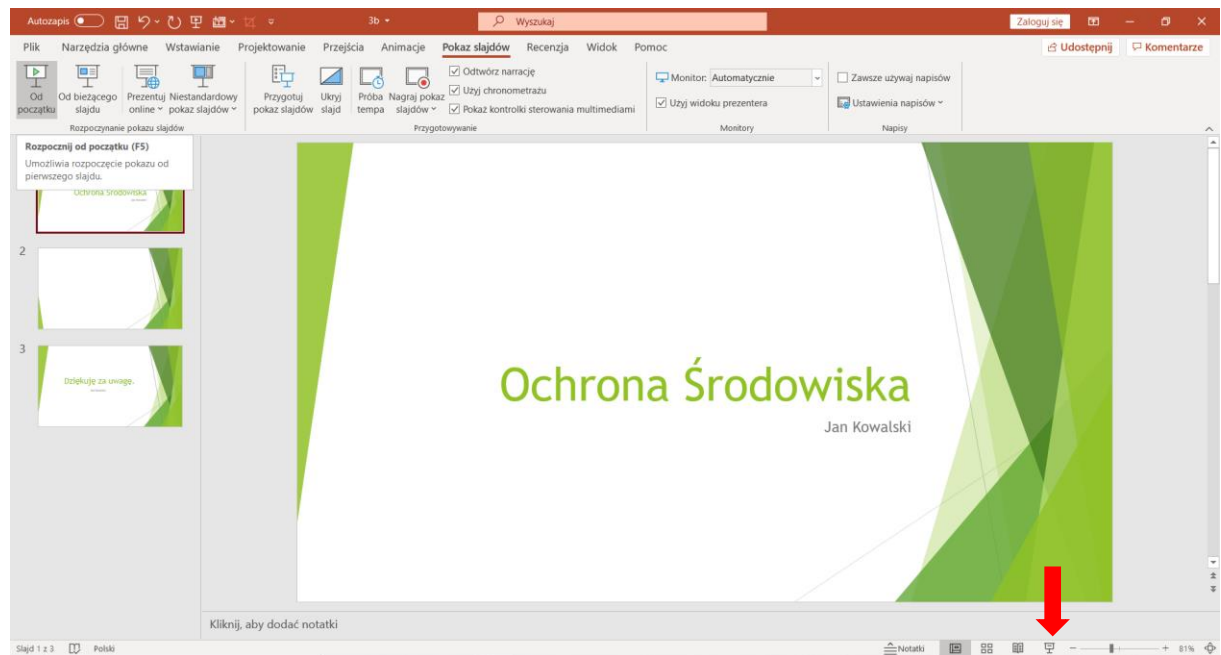 Autozapis
3b
Wyszukaj
Zaloguj się
Plik Narzędzia główne Wstawianie Projektowanie Przejścia Animacje Pokaz slajdów Recenzja Widok Pomoc
Udostępnij Komentarze
Od początku
Od bieżącego slajdu
Prezentuj online
Niestandardowy pokaz slajdów
Rozpoczynanie pokazu slajdów
Przygotuj pokaz slajdów
Ukryj slajd
Próba tempa
Nagraj pokaz slajdów
Odtwórz narrację
Użyj chronometrażu
Pokaż kontrolki sterowania multimediami
Przygotowywanie
Monitor: Automatycznie
Użyj widoku prezentera
Monitory
Zawsze używaj napisów
Ustawienia napisów
Napisy
Rozpocznij od początku (F5)
Umożliwia rozpoczęcie pokazu od
pierwszego slajdu.
Ochrona Środowiska
2
3
Dziękuję za uwagę.
Ochrona Środowiska
Jan Kowalski
Kliknij, aby dodać notatki
Slajd 1 z 3 Polski
Notatki
81%